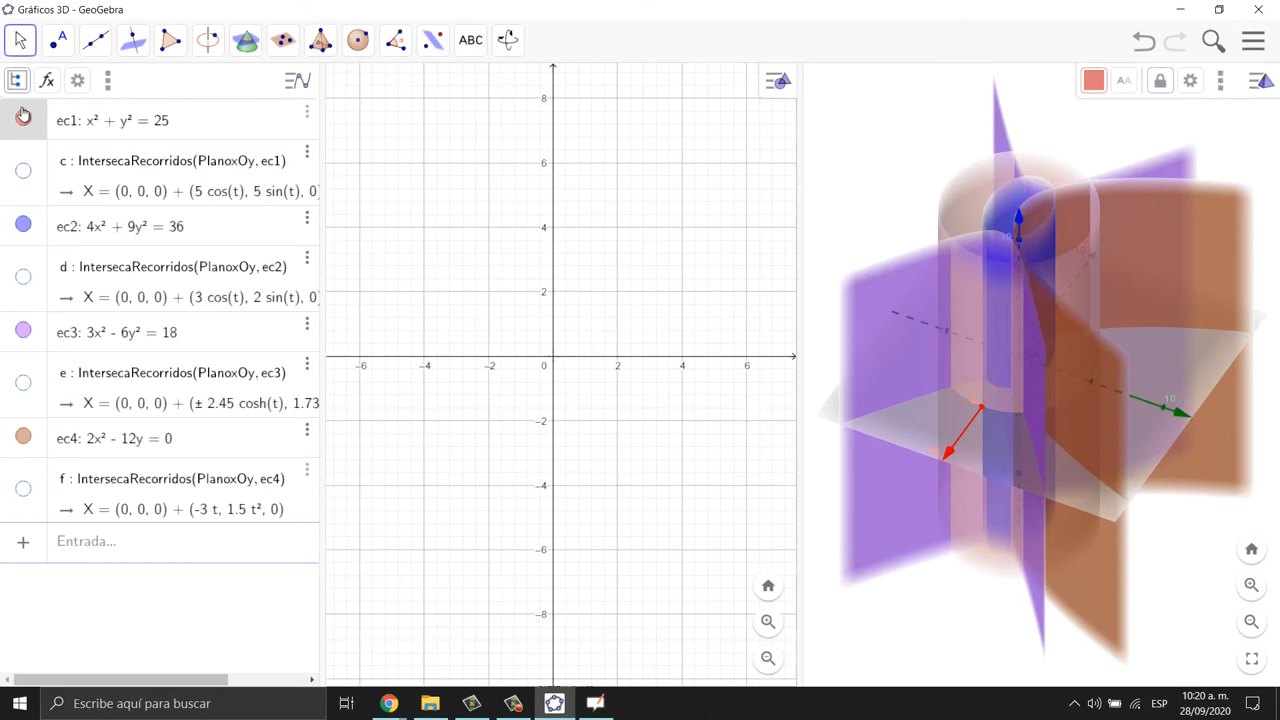 Gráficos 3D - GeoGebra
ABC
fx
AA
ec1: x² + y² = 25
c : IntersecaRecorridos(PlanoxOy, ec1)
→ X = (0, 0, 0) + (5 cos(t), 5 sin(t), 0)
ec2: 4x² + 9y² = 36
d : IntersecaRecorridos(PlanoxOy, ec2)
→ X = (0, 0, 0) + (3 cos(t), 2 sin(t), 0)
ec3: 3x² - 6y² = 18
e : IntersecaRecorridos(PlanoxOy, ec3)
→ X = (0, 0, 0) + (± 2.45 cosh(t), 1.73
ec4: 2x² - 12y = 0
f : IntersecaRecorridos(PlanoxOy, ec4)
→ X = (0, 0, 0) + (-3 t, 1.5 t², 0)
+ Entrada...
8
6
4
2
−6 −4 −2 0 2 4 6
−2
−4
−6
−8
10
10
Escribe aquí para buscar
ESP
10:20 a. m.
28/09/2020